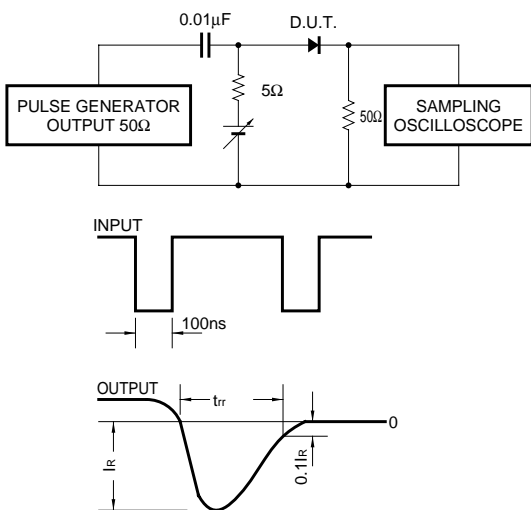 0.01μF
D.U.T.
PULSE GENERATOR
OUTPUT 50Ω
5Ω
50Ω
SAMPLING
OSCILLOSCOPE
INPUT
100ns
OUTPUT
trr
0
IR
0.1IR